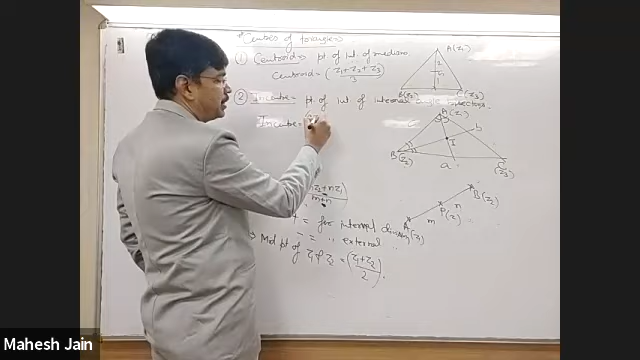 Centres of triangles
① Centroid → pt of int. of medians
Centroid = (z₁ + z₂ + z₃ / 3)
② Incentre → pt of int. of internal angle bisectors.
Incentre =
A(z₁)
B(z₂)
C(z₃)
2
A(z₁)
c
b
I
B(z₂)
a
C(z₃)
z₂ + nz₁)
m+n
+ = for internal division
- = " external "
Mid pt of z₁ & z₂ = (z₁+z₂ / 2).
A(z₁)
m
P(z)
n
B(z₂)
Mahesh Jain